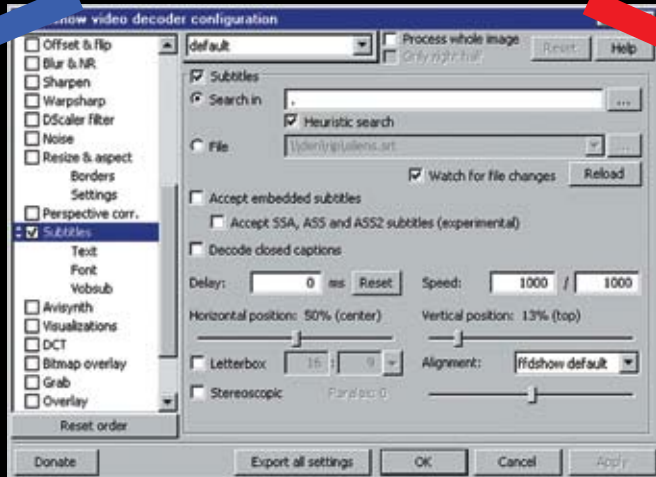 show video decoder configuration
Offset & flip
Blur & NR
Sharpen
Warpsharp
DScaler filter
Noise
Resize & aspect
Borders
Settings
Perspective corr.
Subtitles
Text
Font
Vobsub
Avisynth
Visualizations
DCT
Bitmap overlay
Grab
Overlay
Reset order
default
Process whole image
Only right half
Reset
Help
Subtitles
Search in
.
...
Heuristic search
File
...
Watch for file changes
Reload
Accept embedded subtitles
Accept SSA, ASS and ASS2 subtitles (experimental)
Decode closed captions
Delay: 0 ms Reset Speed: 1000 / 1000
Horizontal position: 50% (center) Vertical position: 13% (top)
Letterbox 16 : 9 Alignment: ffdshow default
Stereoscopic Parallax: 0
Donate Export all settings OK Cancel Apply